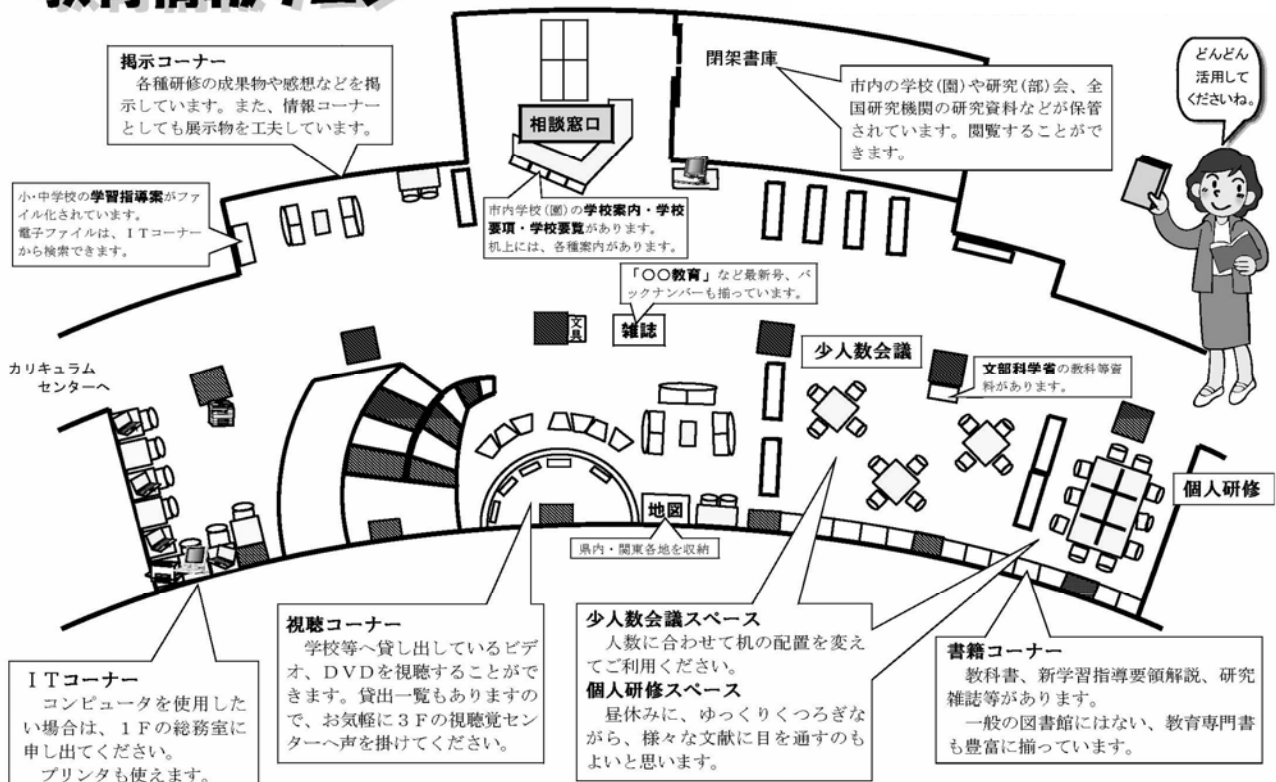 教育情報
閉架書庫
どんどん
活用して
くださいね。
掲示コーナー
各種研修の成果物や感想などを掲
示しています。また、情報コーナー
としても展示物を工夫しています。
相談窓口
市内の学校(園)や研究(部)会、全
国研究機関の研究資料などが保管
されています。閲覧することがで
きます。
小・中学校の学習指導案がファ
イル化されています。
電子ファイルは、ITコーナー
から検索できます。
市内学校(園)の学校案内・学校
要項・学校要覧があります。
机上には、各種案内があります。
「○○教育」など最新号、バ
ックナンバーも揃っています。
文具
雑誌
少人数会議
カリキュラム
センターへ
文部科学省の教科等資
料があります。
個人研修
地図
県内・関東各地を収納
ITコーナー
コンピュータを使用した
い場合は、1Fの総務室に
申し出てください。
プリンタも使えます。
視聴コーナー
学校等へ貸し出しているビデ
オ、DVDを視聴することがで
きます。貸出一覧もありますの
で、お気軽に3Fの視聴覚セン
ターへ声を掛けてください。
少人数会議スペース
人数に合わせて机の配置を変え
てご利用ください。
個人研修スペース
昼休みに、ゆっくりくつろぎな
がら、様々な文献に目を通すのも
よいと思います。
書籍コーナー
教科書、新学習指導要領解説、研究
雑誌等があります。
一般の図書館にはない、教育専門書
も豊富に揃っています。